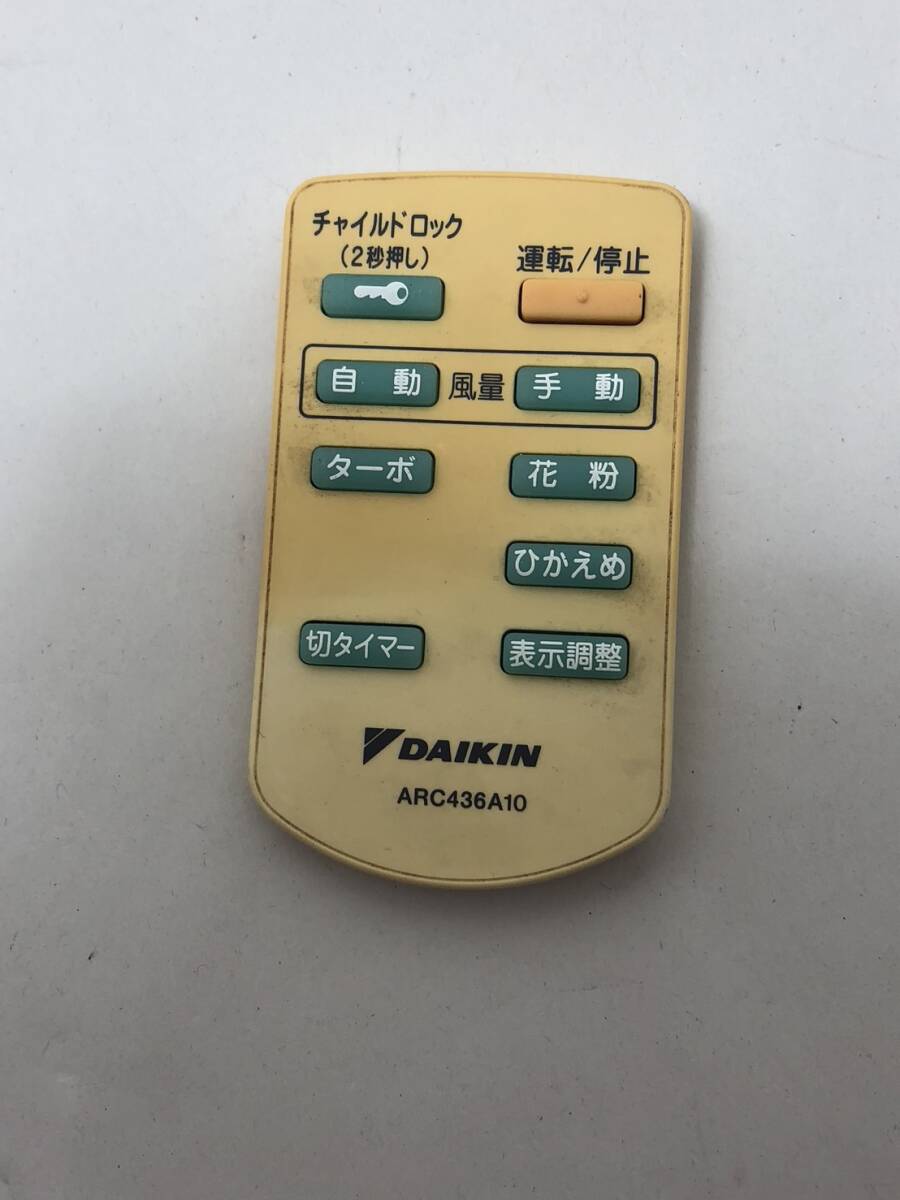 チャイルドロック
(2秒押し)
運転/停止
自動 風量 手動
ターボ 花粉
ひかえめ
切タイマー 表示調整
DAIKIN
ARC436A10